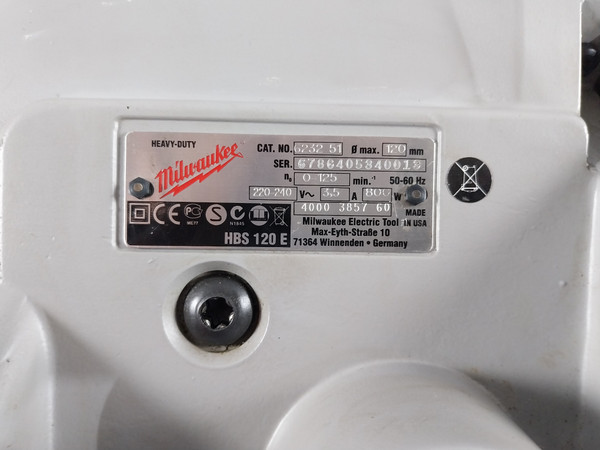 HEAVY-DUTY
Milwaukee
CAT. NO. 6232 51 Ø max. 120 mm
SER.
n₀ 0 125 min.⁻¹ 50-60 Hz
220-240 V~ 3,5 A 800 W
4000 3857 60
MADE IN USA
Milwaukee Electric Tool
Max-Eyth-Straße 10
71364 Winnenden • Germany
HBS 120 E